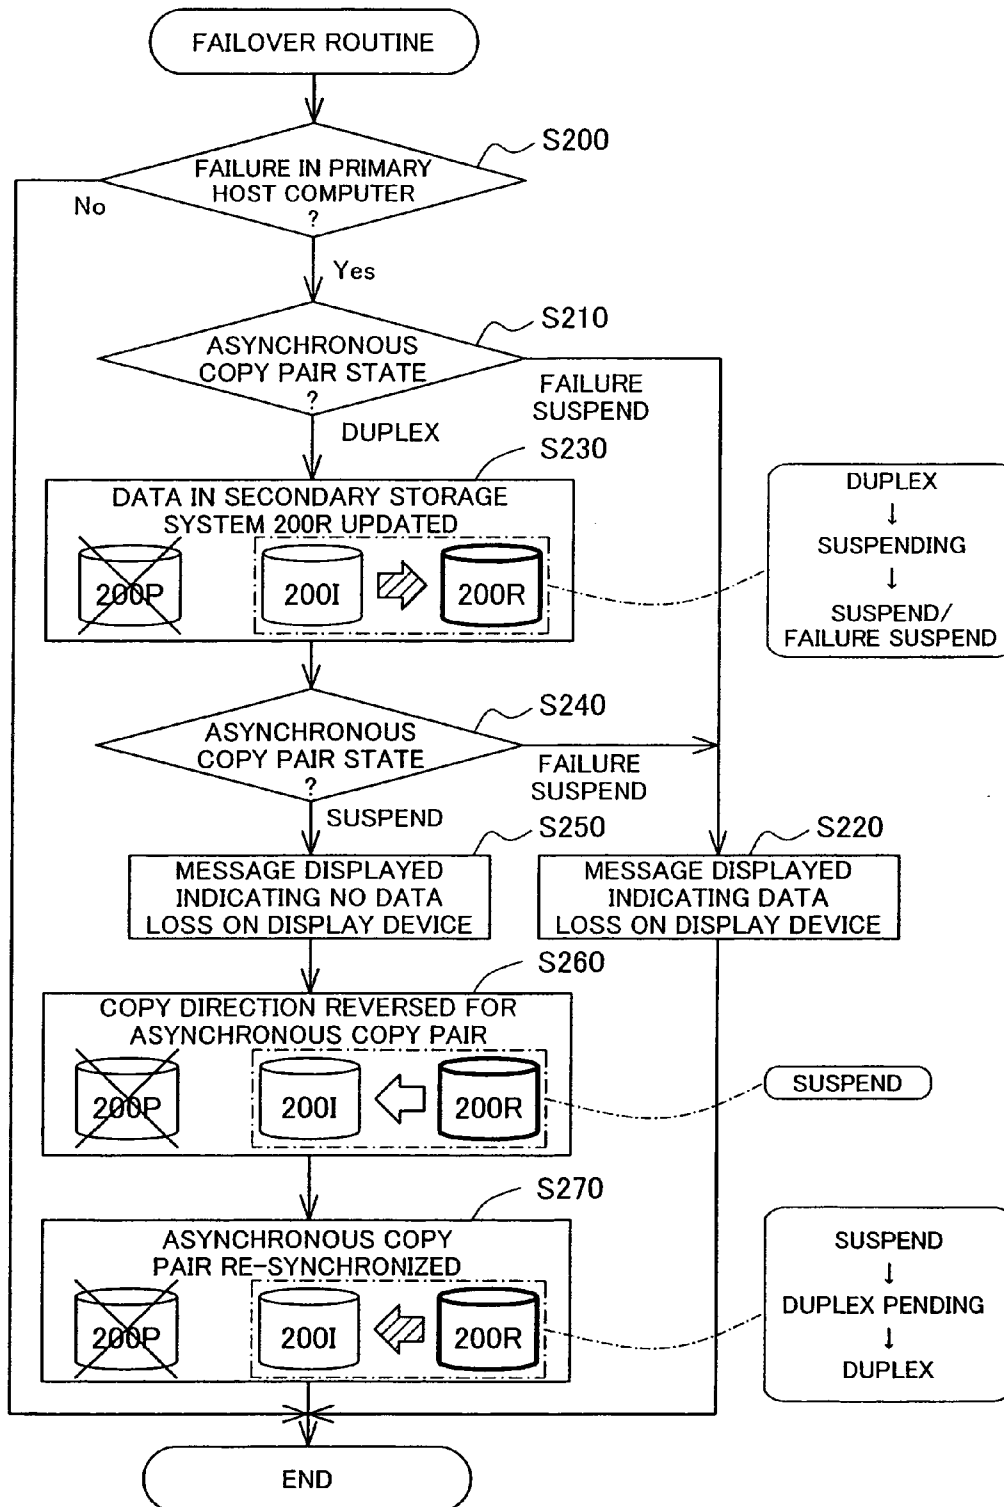 FAILOVER ROUTINE
S200
FAILURE IN PRIMARY
HOST COMPUTER
?
No
Yes
S210
ASYNCHRONOUS
COPY PAIR STATE
?
FAILURE
SUSPEND
DUPLEX
S230
DATA IN SECONDARY STORAGE
SYSTEM 200R UPDATED
200P
200I
200R
DUPLEX
↓
SUSPENDING
↓
SUSPEND/
FAILURE SUSPEND
S240
ASYNCHRONOUS
COPY PAIR STATE
?
FAILURE
SUSPEND
SUSPEND
S250
MESSAGE DISPLAYED
INDICATING NO DATA
LOSS ON DISPLAY DEVICE
S220
MESSAGE DISPLAYED
INDICATING DATA
LOSS ON DISPLAY DEVICE
S260
COPY DIRECTION REVERSED FOR
ASYNCHRONOUS COPY PAIR
200P
200I
200R
SUSPEND
S270
ASYNCHRONOUS COPY
PAIR RE-SYNCHRONIZED
200P
200I
200R
SUSPEND
↓
DUPLEX PENDING
↓
DUPLEX
END